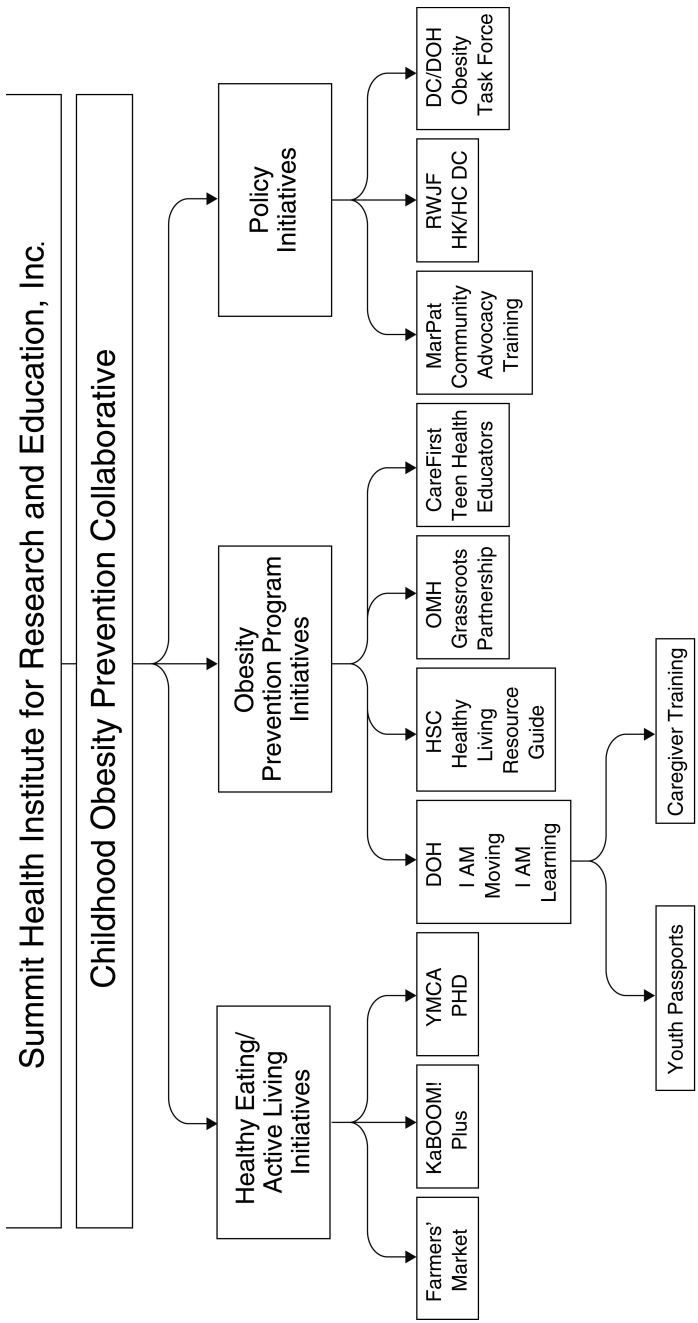 Summit Health Institute for Research and Education, Inc.
Childhood Obesity Prevention Collaborative
Healthy Eating/
Active Living
Initiatives
Obesity
Prevention Program
Initiatives
Policy
Initiatives
Farmers’
Market
KaBOOM!
Plus
YMCA
PHD
DOH
I AM
Moving
I AM
Learning
HSC
Healthy
Living
Resource
Guide
OMH
Grassroots
Partnership
CareFirst
Teen Health
Educators
MarPat
Community
Advocacy
Training
RWJF
HK/HC DC
DC/DOH
Obesity
Task Force
Youth Passports
Caregiver Training